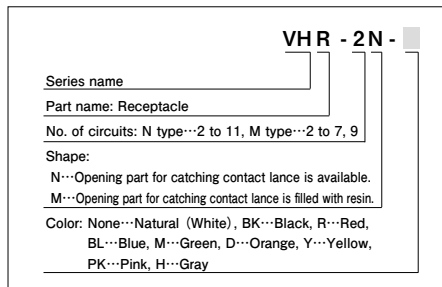 VHR - 2N -
Series name
Part name: Receptacle
No. of circuits: N type⋯2 to 11, M type⋯2 to 7, 9
Shape:
N⋯Opening part for catching contact lance is available.
M⋯Opening part for catching contact lance is filled with resin.
Color: None⋯Natural (White), BK⋯Black, R⋯Red,
BL⋯Blue, M⋯Green, D⋯Orange, Y⋯Yellow,
PK⋯Pink, H⋯Gray